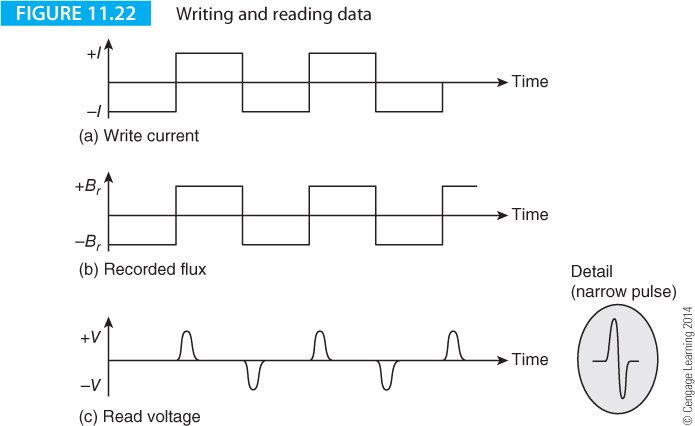 FIGURE 11.22 Writing and reading data
+I
Time
–I
(a) Write current
+Br
Time
–Br
(b) Recorded flux
Detail
(narrow pulse)
+V
Time
–V
(c) Read voltage
© Cengage Learning 2014